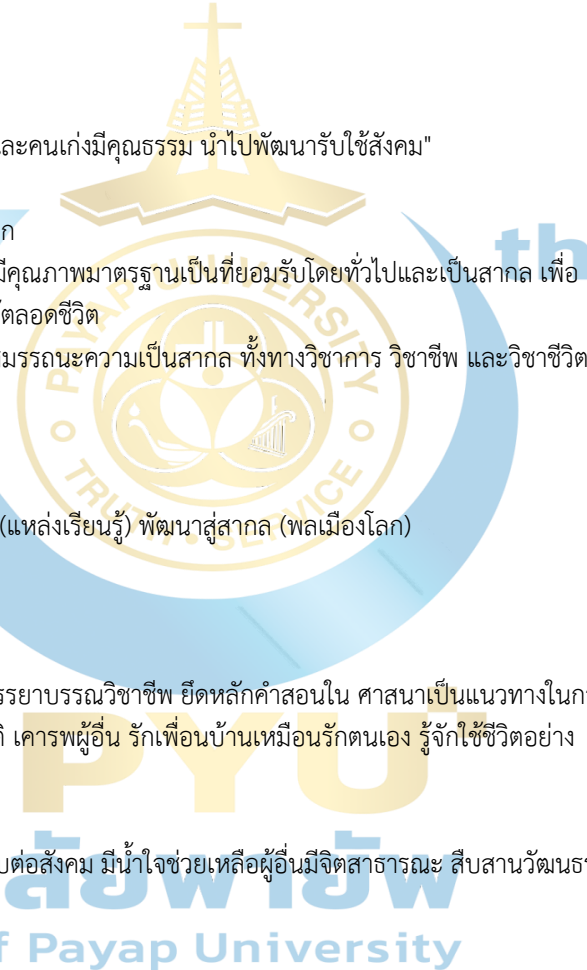 ละคนเก่งมีคุณธรรม นำไปพัฒนารับใช้สังคม"
ก
th
มีคุณภาพมาตรฐานเป็นที่ยอมรับโดยทั่วไปและเป็นสากล เพื่อ
ตลอดชีวิต
มรรถนะความเป็นสากล ทั้งทางวิชาการ วิชาชีพ และวิชาชีวิต
PAYAP UNIVERSITY
TRUTH • SERVICE
(แหล่งเรียนรู้) พัฒนาสู่สากล (พลเมืองโลก)
รรยาบรรณวิชาชีพ ยึดหลักคำสอนใน ศาสนาเป็นแนวทางใน
เคารพผู้อื่น รักเพื่อนบ้านเหมือนรักตนเอง รู้จักใช้ชีวิตอย่าง
PYU
บต่อสังคม มีน้ำใจช่วยเหลือผู้อื่นมีจิตสาธารณะ สืบสานวัฒนธร
ลัยพายัพ
f Payap University